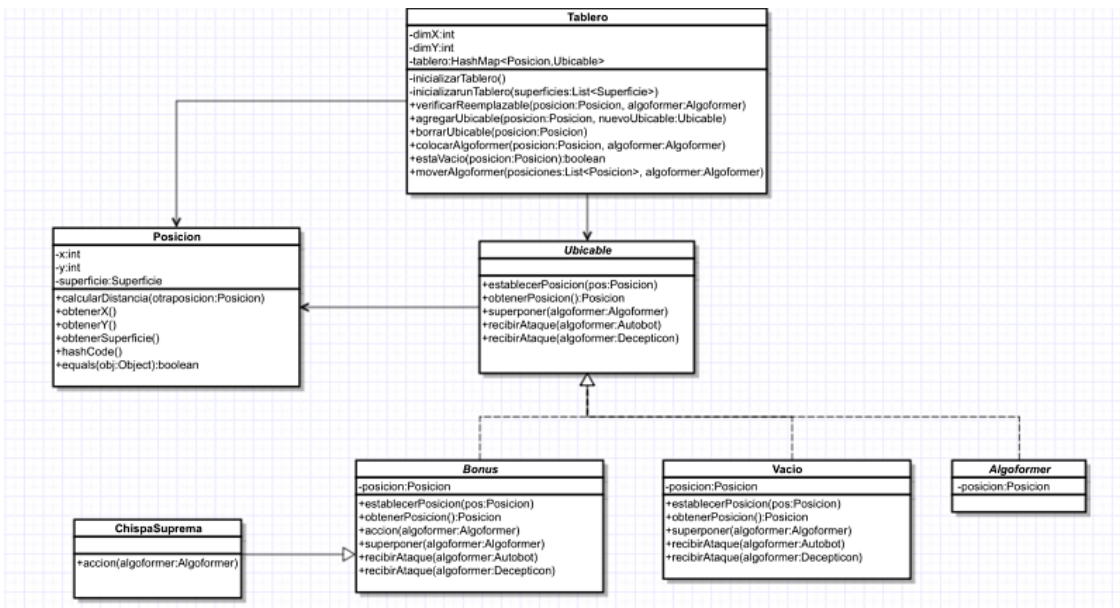 Tablero
-dimX:int
-dimY:int
-tablero:HashMap<Posicion,Ubicable>
-inicializarTablero()
-inicializarunTablero(superficies:List<Superficie>)
+verificarReemplazable(posicion:Posicion, algoformer:Algoformer)
+agregarUbicable(posicion:Posicion, nuevoUbicable:Ubicable)
+borrarUbicable(posicion:Posicion)
+colocarAlgoformer(posicion:Posicion, algoformer:Algoformer)
+estaVacio(posicion:Posicion):boolean
+moverAlgoformer(posiciones:List<Posicion>, algoformer:Algoformer)
Posicion
-x:int
-y:int
-superficie:Superficie
+calcularDistancia(otraposicion:Posicion)
+obtenerX()
+obtenerY()
+obtenerSuperficie()
+hashCode()
+equals(obj:Object):boolean
Ubicable
+establecerPosicion(pos:Posicion)
+obtenerPosicion():Posicion
+superponer(algoformer:Algoformer)
+recibirAtaque(algoformer:Autobot)
+recibirAtaque(algoformer:Decepticon)
ChispaSuprema
+accion(algoformer:Algoformer)
Bonus
-posicion:Posicion
+establecerPosicion(pos:Posicion)
+obtenerPosicion():Posicion
+accion(algoformer:Algoformer)
+superponer(algoformer:Algoformer)
+recibirAtaque(algoformer:Autobot)
+recibirAtaque(algoformer:Decepticon)
Vacio
-posicion:Posicion
+establecerPosicion(pos:Posicion)
+obtenerPosicion():Posicion
+superponer(algoformer:Algoformer)
+recibirAtaque(algoformer:Autobot)
+recibirAtaque(algoformer:Decepticon)
Algoformer
-posicion:Posicion